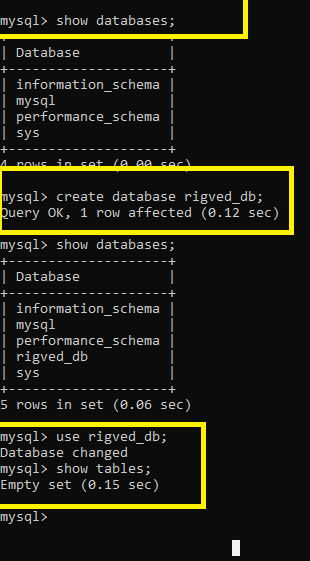 mysql> show databases;
+--------------------+
| Database           |
+--------------------+
| information_schema |
| mysql              |
| performance_schema |
| sys                |
+--------------------+
4 rows in set (0.00 sec)
mysql> create database rigved_db;
Query OK, 1 row affected (0.12 sec)
mysql> show databases;
+--------------------+
| Database           |
+--------------------+
| information_schema |
| mysql              |
| performance_schema |
| rigved_db          |
| sys                |
+--------------------+
5 rows in set (0.06 sec)
mysql> use rigved_db;
Database changed
mysql> show tables;
Empty set (0.15 sec)
mysql>